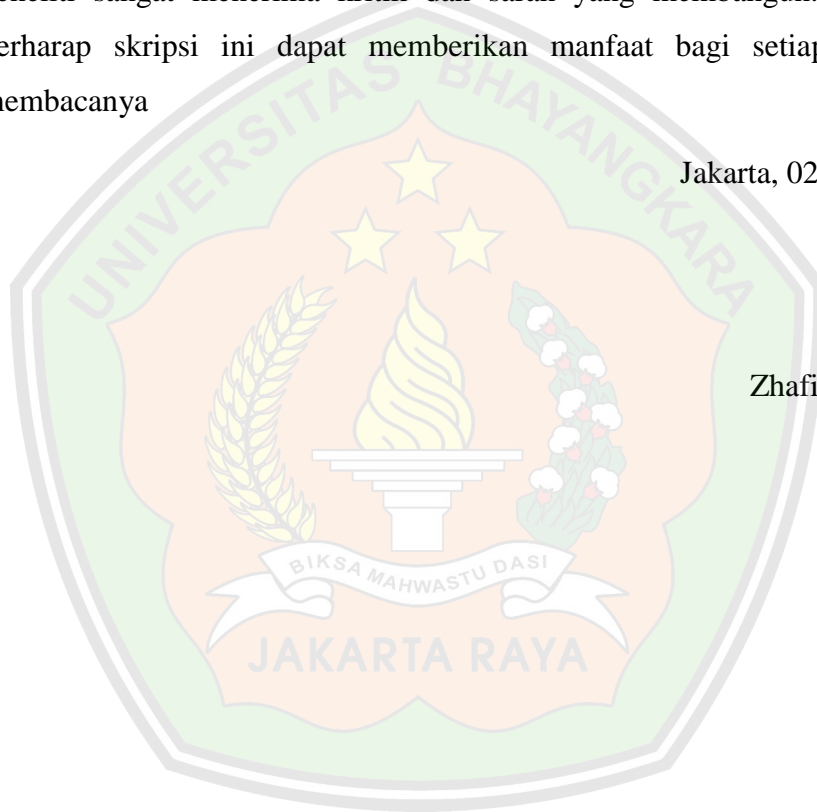 sangat menerima kritik dan saran yang membangun.
berharap skripsi ini dapat memberikan manfaat bagi setiap
membacanya
Jakarta, 02
Zhafi
UNIVERSITAS BHAYANGKARA
BIKSA MAHWASTU DASI
JAKARTA RAYA